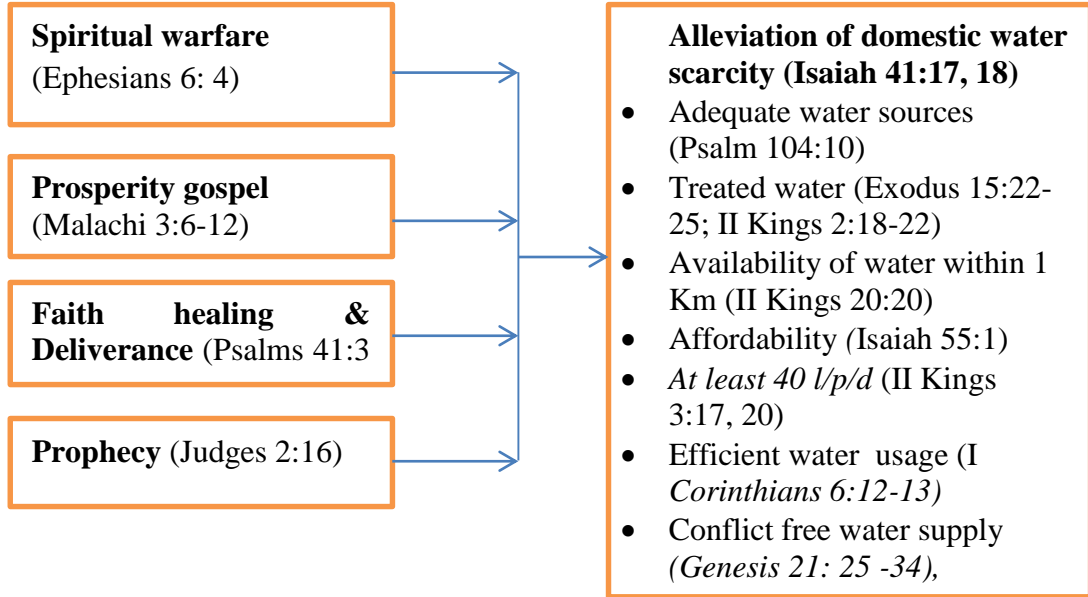 Spiritual warfare
(Ephesians 6: 4)
Prosperity gospel
(Malachi 3:6-12)
Faith healing &
Deliverance (Psalms 41:3
Prophecy (Judges 2:16)
Alleviation of domestic water
scarcity (Isaiah 41:17, 18)
• Adequate water sources
(Psalm 104:10)
• Treated water (Exodus 15:22-
25; II Kings 2:18-22)
• Availability of water within 1
Km (II Kings 20:20)
• Affordability (Isaiah 55:1)
• At least 40 l/p/d (II Kings
3:17, 20)
• Efficient water usage (I
Corinthians 6:12-13)
• Conflict free water supply
(Genesis 21: 25 -34),